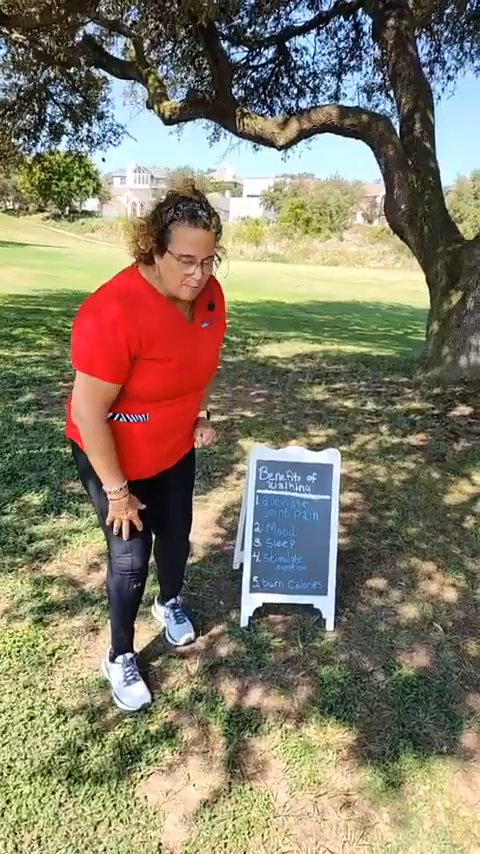 Benefits of
walking
1. alleviate
Joint Pain
2. Mood
3. Sleep
4. Stimulate
5. burn Calories